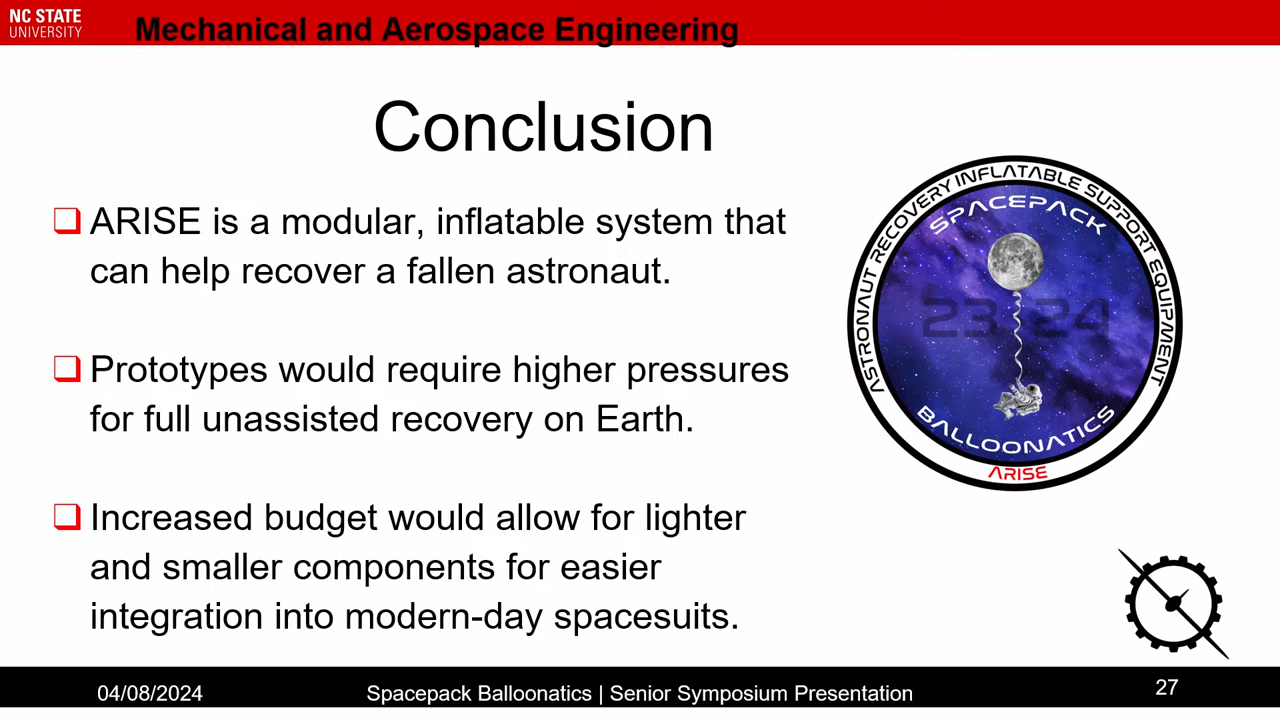 NC STATE
UNIVERSITY
Mechanical and Aerospace Engineering
Conclusion
❑ ARISE is a modular, inflatable system that
can help recover a fallen astronaut.
❑ Prototypes would require higher pressures
for full unassisted recovery on Earth.
❑ Increased budget would allow for lighter
and smaller components for easier
integration into modern-day spacesuits.
ASTRONAUT RECOVERY INFLATABLE SUPPORT EQUIPMENT
SPACEPACK
23 24
BALLOONATICS
ARISE
04/08/2024
Spacepack Balloonatics | Senior Symposium Presentation
27